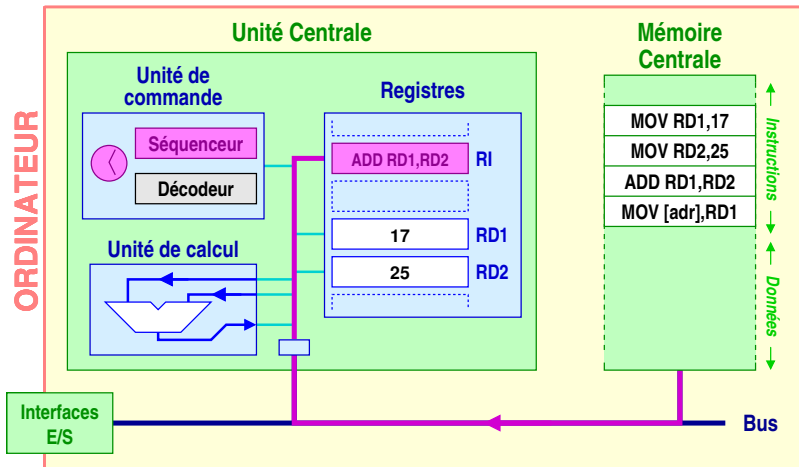 ORDINATEUR
Unité Centrale
Unité de
commande
Séquenceur
Décodeur
Unité de calcul
Registres
ADD RD1,RD2
RI
17
RD1
25
RD2
Mémoire
Centrale
MOV RD1,17
MOV RD2,25
ADD RD1,RD2
MOV [adr],RD1
Instructions
Données
Interfaces
E/S
Bus